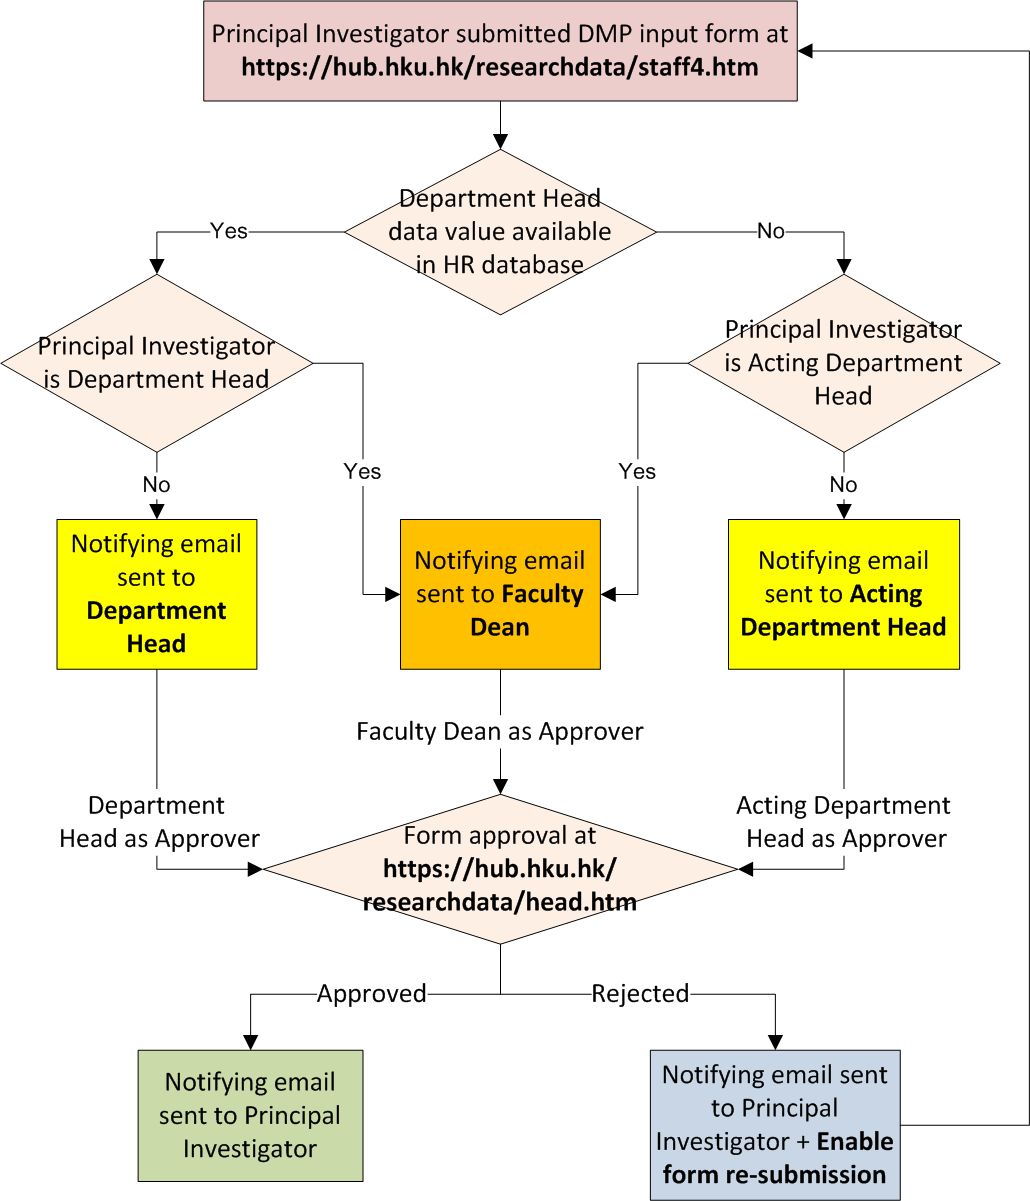 Principal Investigator submitted DMP input form at
https://hub.hku.hk/researchdata/staff4.htm
Department Head
data value available
in HR database
Yes
No
Principal Investigator
is Department Head
Principal Investigator
is Acting Department
Head
Yes
Yes
No
No
Notifying email
sent to
Department
Head
Notifying email
sent to Faculty
Dean
Notifying email
sent to Acting
Department Head
Faculty Dean as Approver
Department
Head as Approver
Acting Department
Head as Approver
Form approval at
https://hub.hku.hk/
researchdata/head.htm
Approved
Rejected
Notifying email
sent to Principal
Investigator
Notifying email sent
to Principal
Investigator + Enable
form re-submission